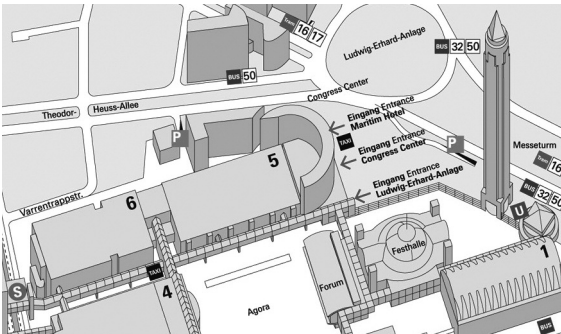 Tram 16
17
Ludwig-Erhard-Anlage
BUS 32 50
BUS 50
Congress Center
Theodor-
Heuss-Allee
Eingang Entrance
Maritim Hotel
P
TAXI
P
Eingang Entrance
Congress Center
Messeturm
5
Tram 16
Eingang Entrance
Ludwig-Erhard-Anlage
BUS 32 50
Varrentrappstr.
6
U
Festhalle
1
TAXI
S
4
Forum
Agora
BUS